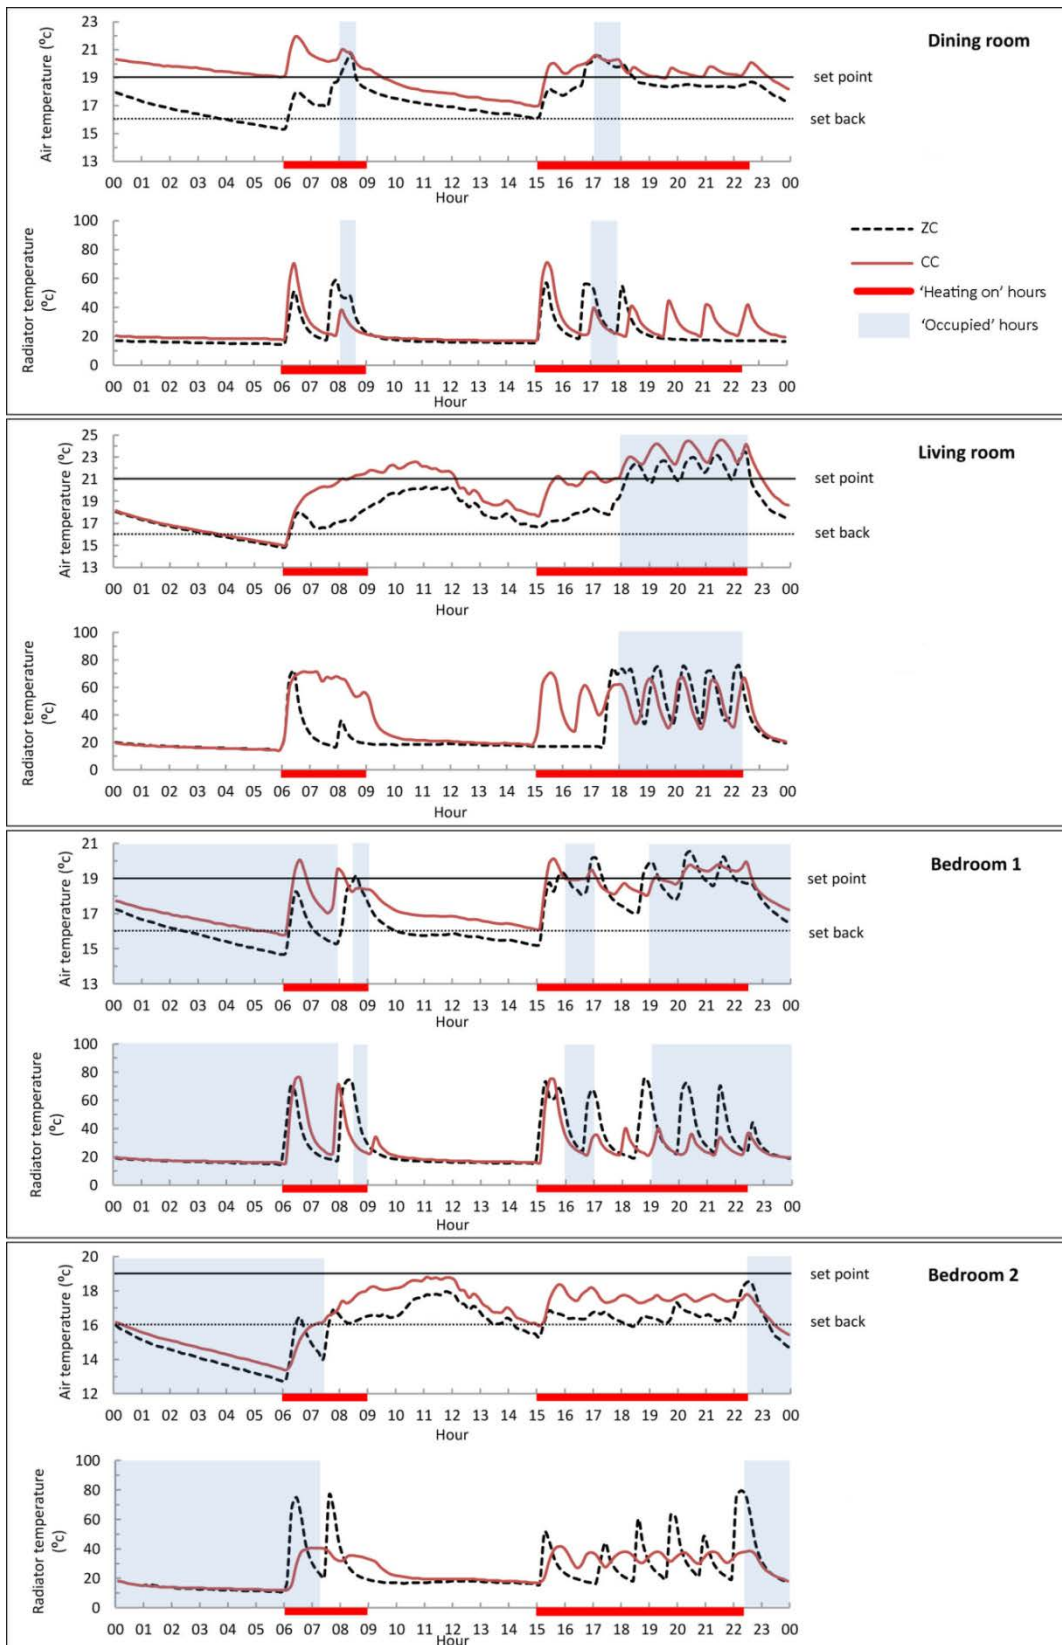 Dining room
Air temperature (ºc)
23
21
19
17
15
13
set point
set back
00 01 02 03 04 05 06 07 08 09 10 11 12 13 14 15 16 17 18 19 20 21 22 23 00
Hour
Radiator temperature (ºc)
100
80
60
40
20
0
00 01 02 03 04 05 06 07 08 09 10 11 12 13 14 15 16 17 18 19 20 21 22 23 00
Hour
ZC
CC
'Heating on' hours
'Occupied' hours
Living room
Air temperature (ºc)
25
23
21
19
17
15
13
set point
set back
00 01 02 03 04 05 06 07 08 09 10 11 12 13 14 15 16 17 18 19 20 21 22 23 00
Hour
Radiator temperature (ºc)
100
80
60
40
20
0
00 01 02 03 04 05 06 07 08 09 10 11 12 13 14 15 16 17 18 19 20 21 22 23 00
Hour
Bedroom 1
Air temperature (ºc)
21
19
17
15
13
set point
set back
00 01 02 03 04 05 06 07 08 09 10 11 12 13 14 15 16 17 18 19 20 21 22 23 00
Hour
Radiator temperature (ºc)
100
80
60
40
20
0
00 01 02 03 04 05 06 07 08 09 10 11 12 13 14 15 16 17 18 19 20 21 22 23 00
Hour
Bedroom 2
Air temperature (ºc)
20
18
16
14
12
set point
set back
00 01 02 03 04 05 06 07 08 09 10 11 12 13 14 15 16 17 18 19 20 21 22 23 00
Hour
Radiator temperature (ºc)
100
80
60
40
20
0
00 01 02 03 04 05 06 07 08 09 10 11 12 13 14 15 16 17 18 19 20 21 22 23 00
Hour